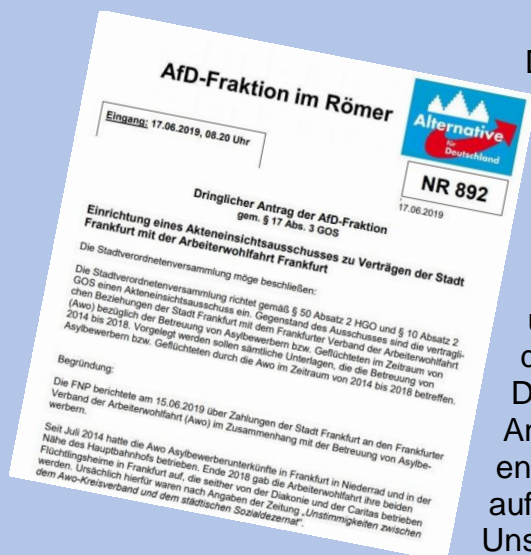 AfD-Fraktion im Römer
Eingang: 17.06.2019, 08.20 Uhr
Alternative
für
Deutschland
NR 892
17.06.2019
Dringlicher Antrag der AfD-Fraktion
gem. § 17 Abs. 3 GOS
Einrichtung eines Akteneinsichtsausschusses zu Verträgen der Stadt
Frankfurt mit der Arbeiterwohlfahrt Frankfurt
Die Stadtverordnetenversammlung möge beschließen:
Die Stadtverordnetenversammlung richtet gemäß § 50 Absatz 2 HGO und § 10 Absatz 2
GOS einen Akteneinsichtsausschuss ein. Gegenstand des Ausschusses sind die vertragli-
chen Beziehungen der Stadt Frankfurt mit dem Frankfurter Verband der Arbeiterwohlfahrt
(Awo) bezüglich der Betreuung von Asylbewerbern bzw. Geflüchteten im Zeitraum von
2014 bis 2018. Vorgelegt werden sollen sämtliche Unterlagen, die die Betreuung von
Asylbewerbern bzw. Geflüchteten durch die Awo im Zeitraum von 2014 bis 2018 betreffen.
Begründung:
Die FNP berichtete am 15.06.2019 über Zahlungen der Stadt Frankfurt an den Frankfurter
Verband der Arbeiterwohlfahrt (Awo) im Zusammenhang mit der Betreuung von Asylbe-
werbern.
Seit Juli 2014 hatte die Awo Asylbewerberunterkünfte in Frankfurt in Niederrad und in der
Nähe des Hauptbahnhofs betrieben. Ende 2018 gab die Arbeiterwohlfahrt ihre beiden
Flüchtlingsheime in Frankfurt auf, die seither von der Diakonie und der Caritas betrieben
werden. Ursächlich hierfür waren nach Angaben der Zeitung „Unstimmigkeiten zwischen
dem Awo-Kreisverband und dem städtischen Sozialdezernat".
D
An
en
auf
Uns